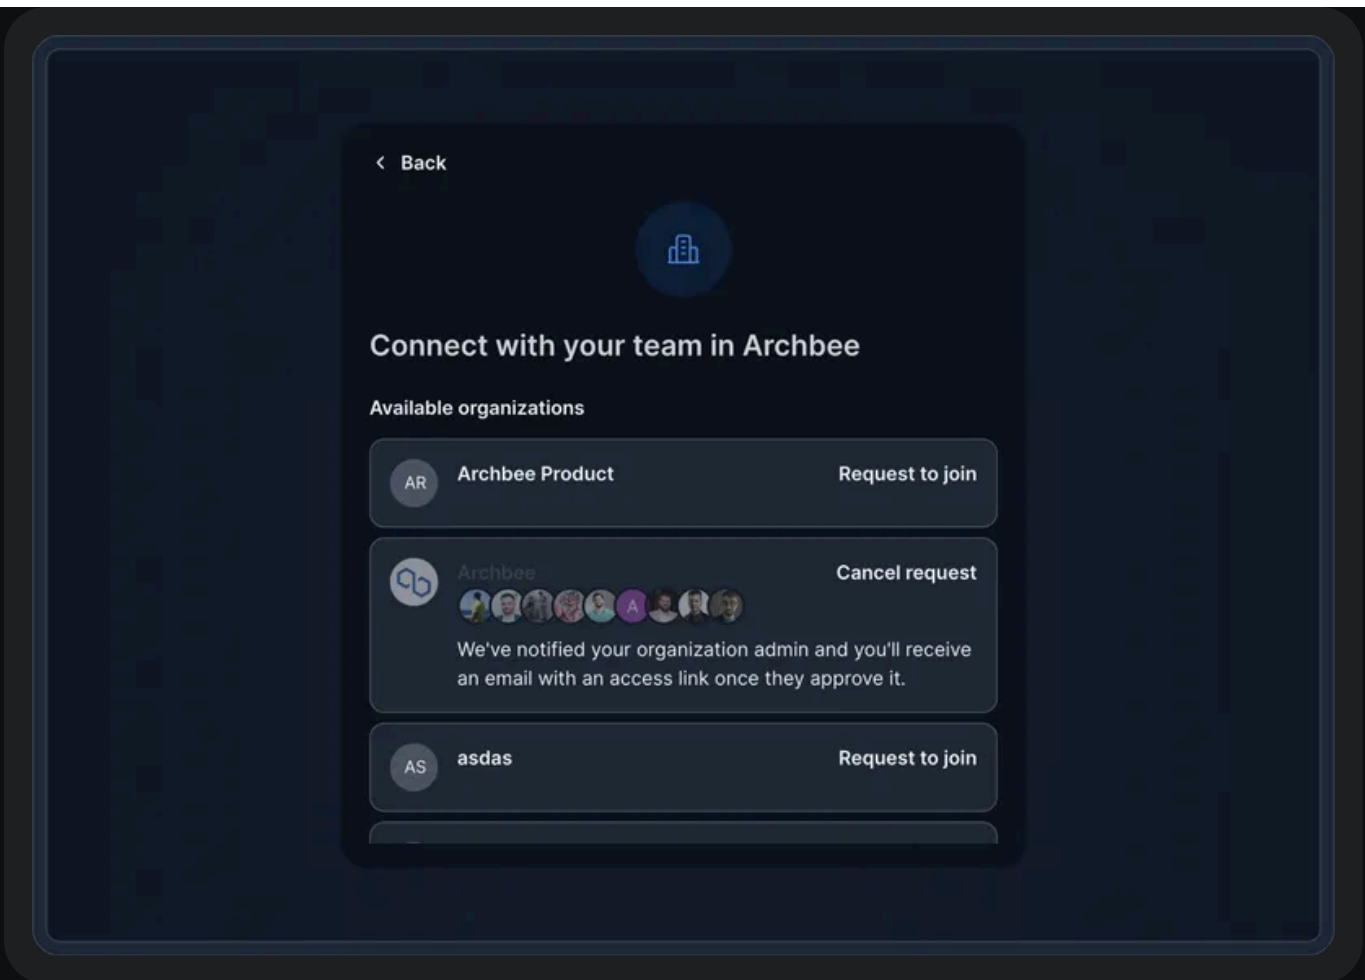 Back
Connect with your team in Archbee
Available organizations
AR
Archbee Product
Request to join
Archbee
Cancel request
A
We've notified your organization admin and you'll receive
an email with an access link once they approve it.
AS
asdas
Request to join